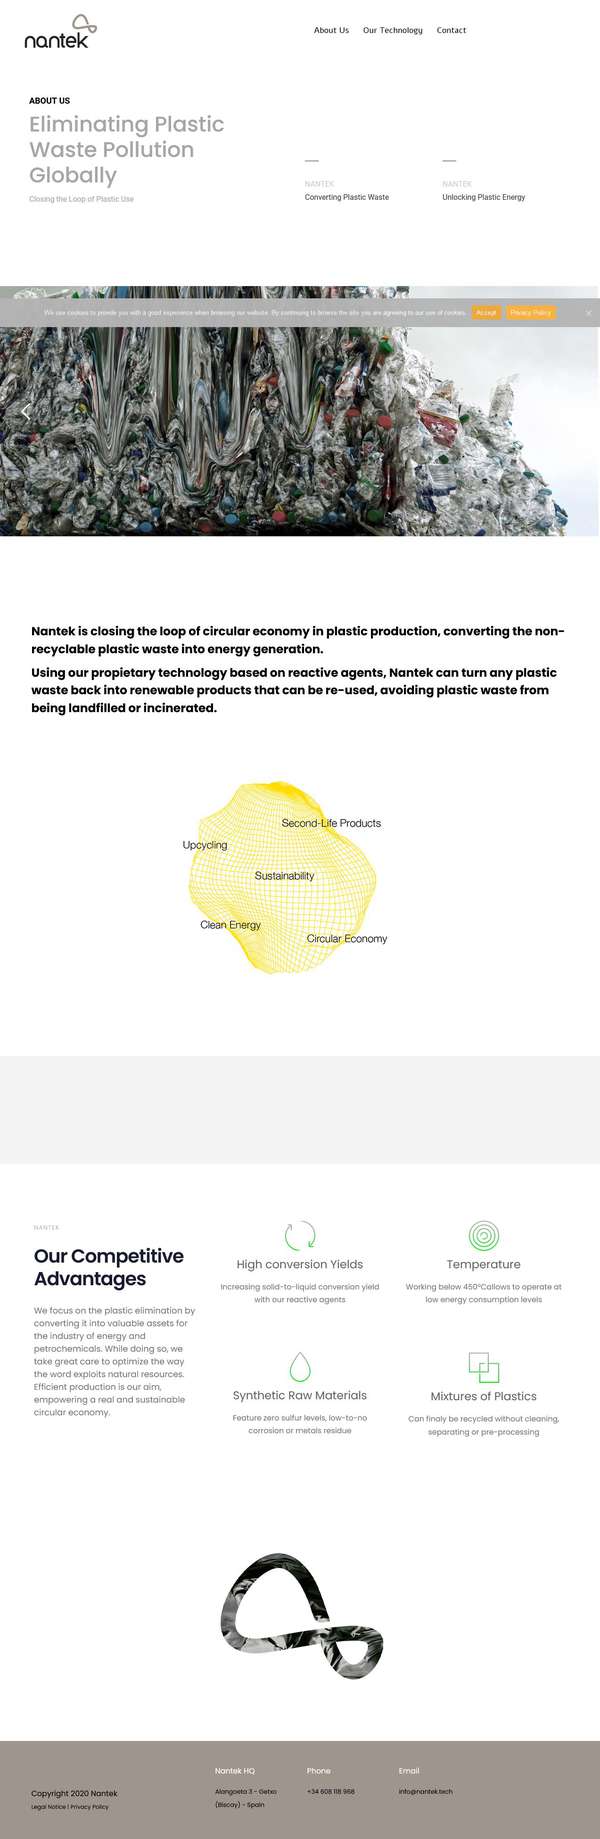 nantek
About Us Our Technology Contact
ABOUT US
Eliminating Plastic
Waste Pollution
Globally
Closing the Loop of Plastic Use
NANTEK
Converting Plastic Waste
NANTEK
Unlocking Plastic Energy
We use cookies to provide you with a good experience when browsing our website. By continuing to browse the site you are agreeing to our use of cookies. Accept Privacy Policy
Nantek is closing the loop of circular economy in plastic production, converting the non-
recyclable plastic waste into energy generation.
Using our propietary technology based on reactive agents, Nantek can turn any plastic
waste back into renewable products that can be re-used, avoiding plastic waste from
being landfilled or incinerated.
Second-Life Products
Upcycling
Sustainability
Clean Energy
Circular Economy
NANTEK
Our Competitive
Advantages
We focus on the plastic elimination by
converting it into valuable assets for
the industry of energy and
petrochemicals. While doing so, we
take great care to optimize the way
the word exploits natural resources.
Efficient production is our aim,
empowering a real and sustainable
circular economy.
High conversion Yields
Increasing solid-to-liquid conversion yield
with our reactive agents
Temperature
Working below 450ºCallows to operate at
low energy consumption levels
Synthetic Raw Materials
Feature zero sulfur levels, low-to-no
corrosion or metals residue
Mixtures of Plastics
Can finaly be recycled without cleaning,
separating or pre-processing
Copyright 2020 Nantek
Legal Notice | Privacy Policy
Nantek HQ
Alangoeta 3 - Getxo
(Biscay) - Spain
Phone
+34 608 118 968
Email
info@nantek.tech